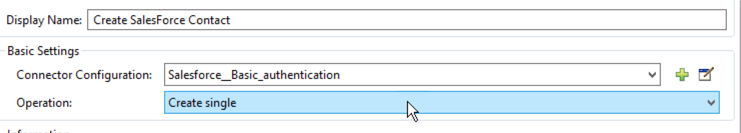 Display Name: Create SalesForce Contact
Basic Settings
Connector Configuration: Salesforce__Basic_authentication
Operation: Create single